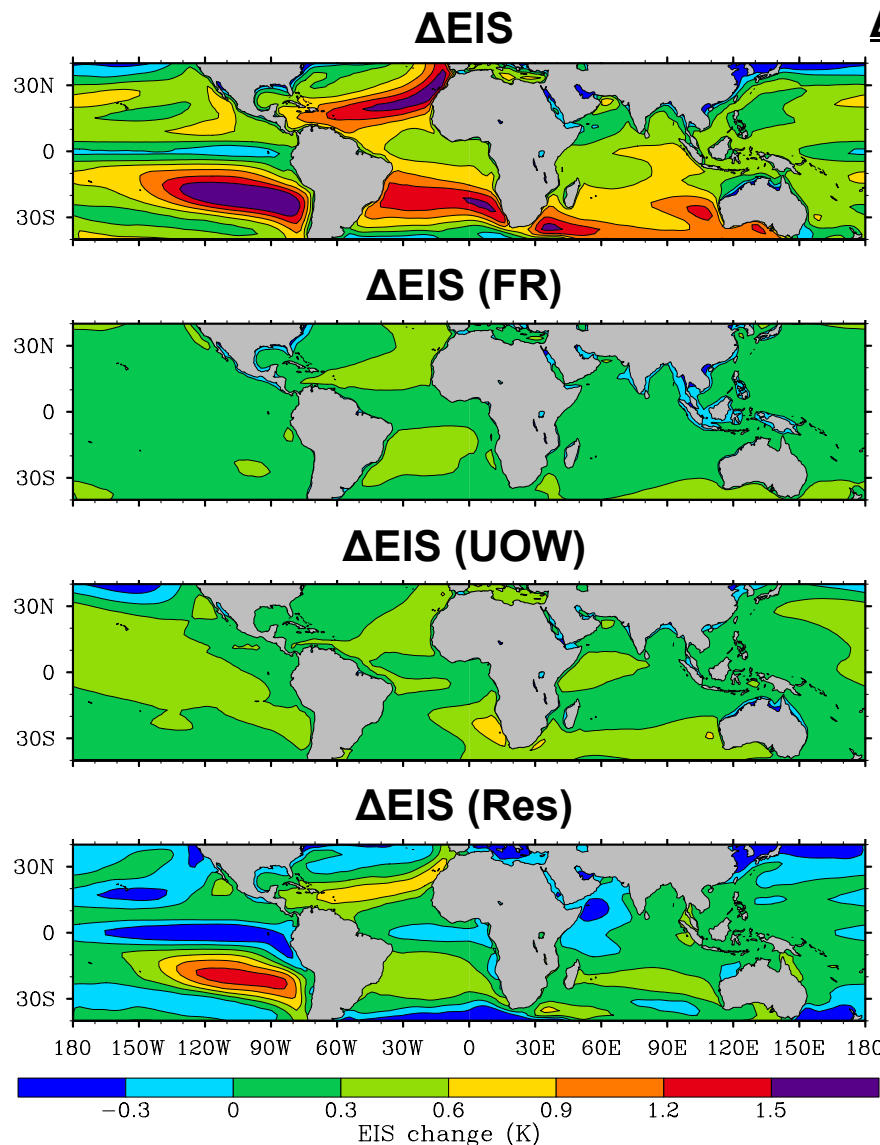 ΔEIS
Δ
30N
0
30S
ΔEIS (FR)
30N
0
30S
ΔEIS (UOW)
30N
0
30S
ΔEIS (Res)
30N
0
30S
180 150W 120W 90W 60W 30W 0 30E 60E 90E 120E 150E 180
−0.3 0 0.3 0.6 0.9 1.2 1.5
EIS change (K)